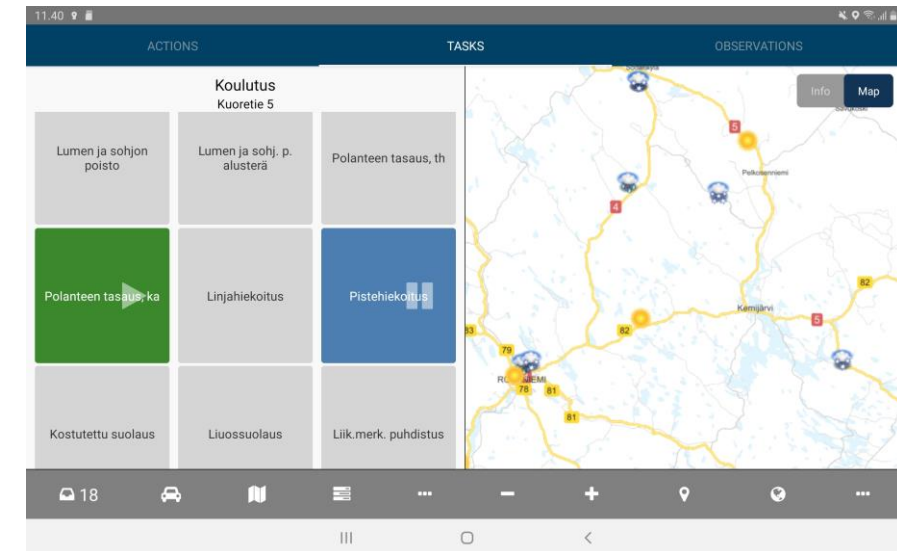 11.40
ACTIONS
TASKS
OBSERVATIONS
Koulutus
Kuoretie 5
Info
Map
Lumen ja sohjon
poisto
Lumen ja sohj. p.
alusterä
Polanteen tasaus, th
Polanteen tasaus, ka
Linjahiekoitus
Pistehiekoitus
Kostutettu suolaus
Liuossuolaus
Liik.merk. puhdistus
5
Pelkosenniemi
4
82
Kemijärvi
5
83
82
79
78
81
81
18